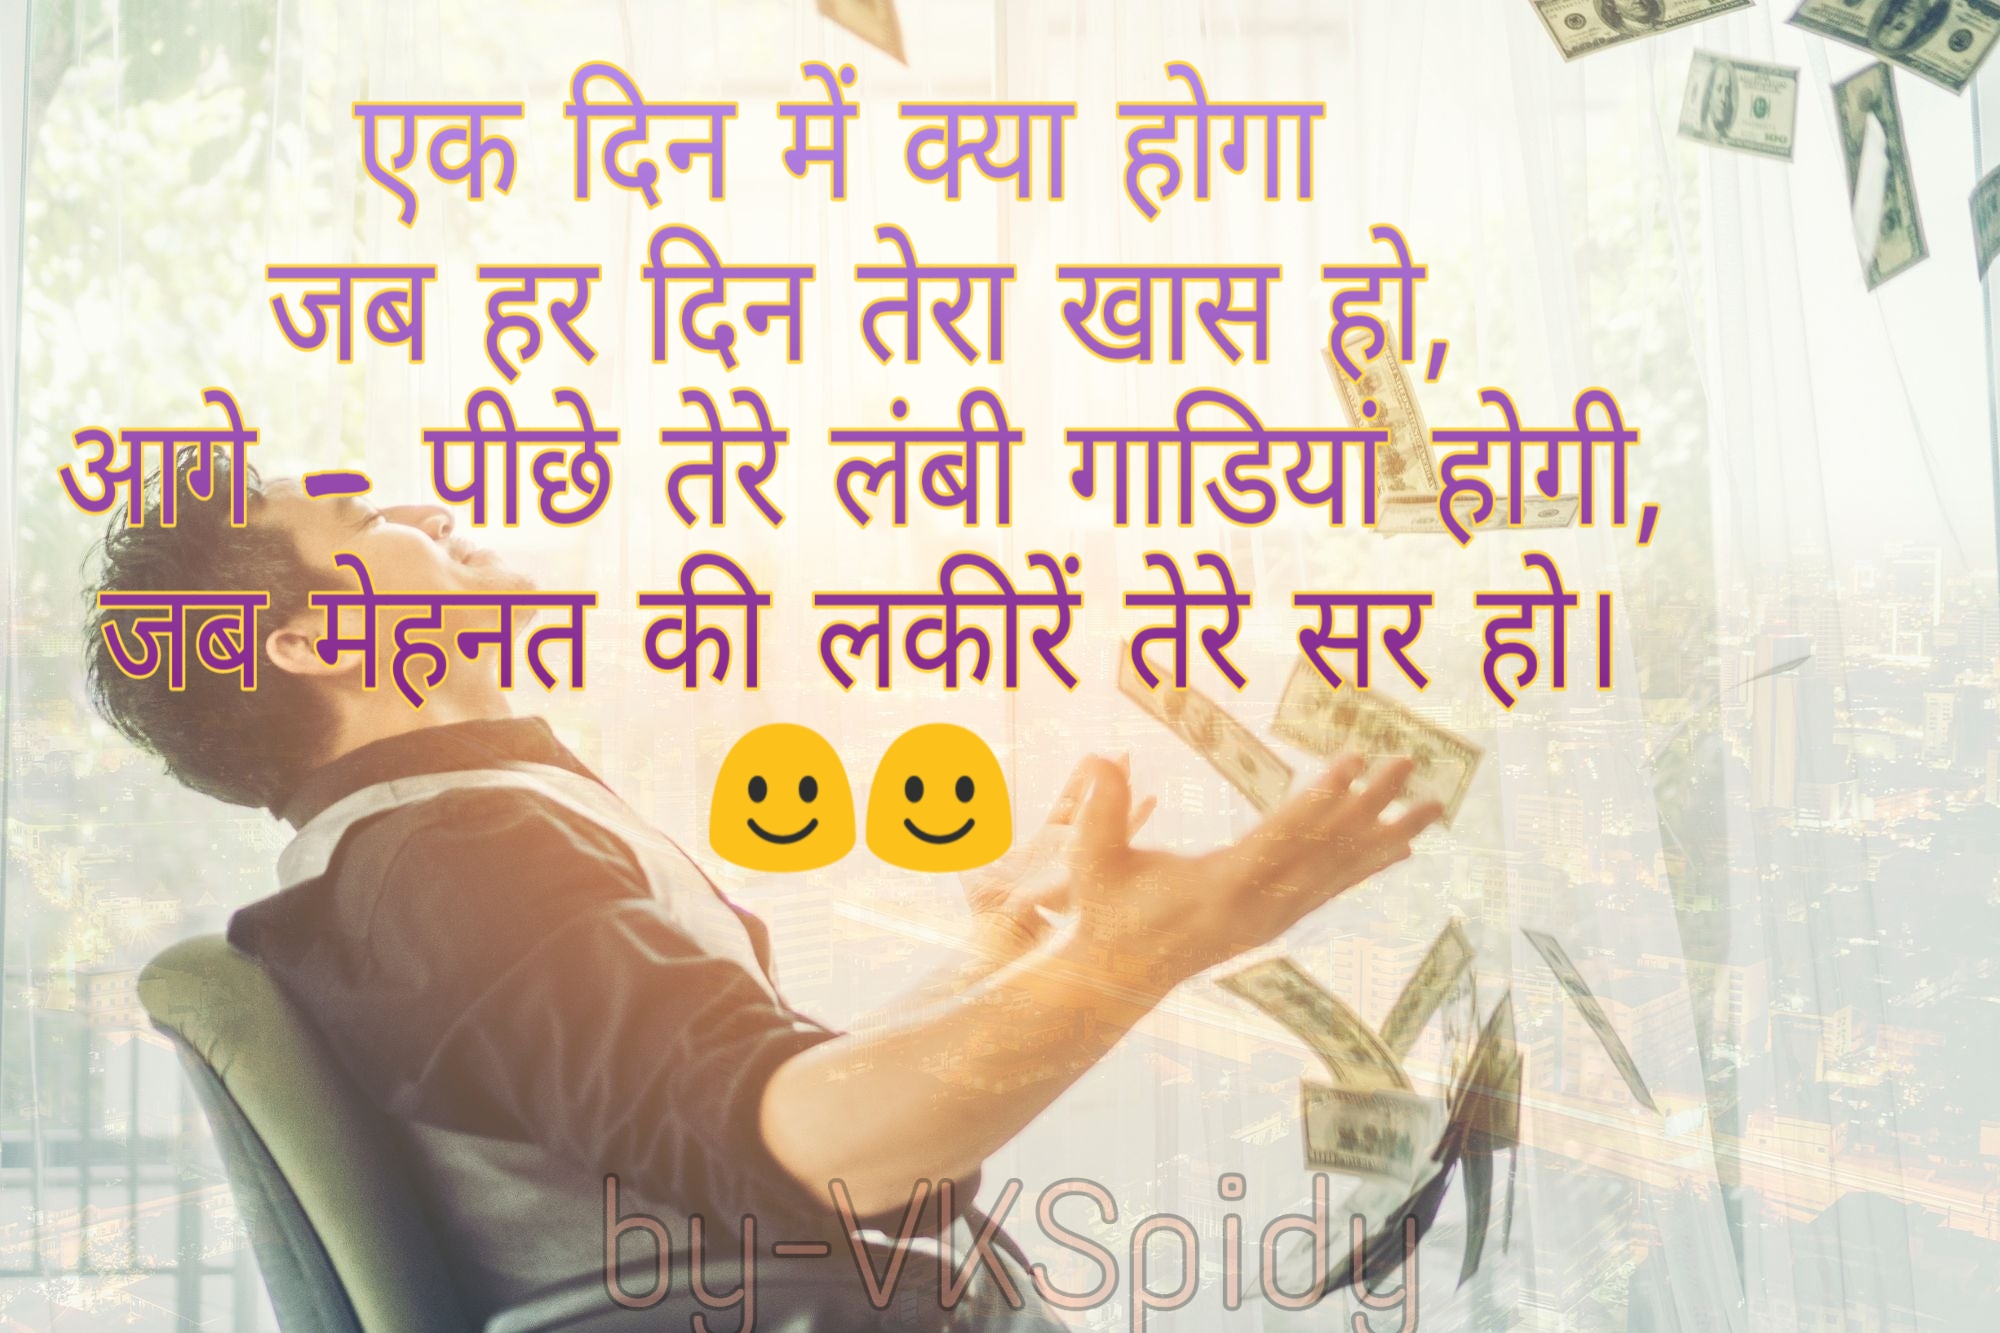 एक दिन में क्या होगा
जब हर दिन तेरा खास हो,
आगे - पीछे तेरे लंबी गाडियां होगी,
जब मेहनत की लकीरें तेरे सर हो।
🙂🙂
by-VKSpidy